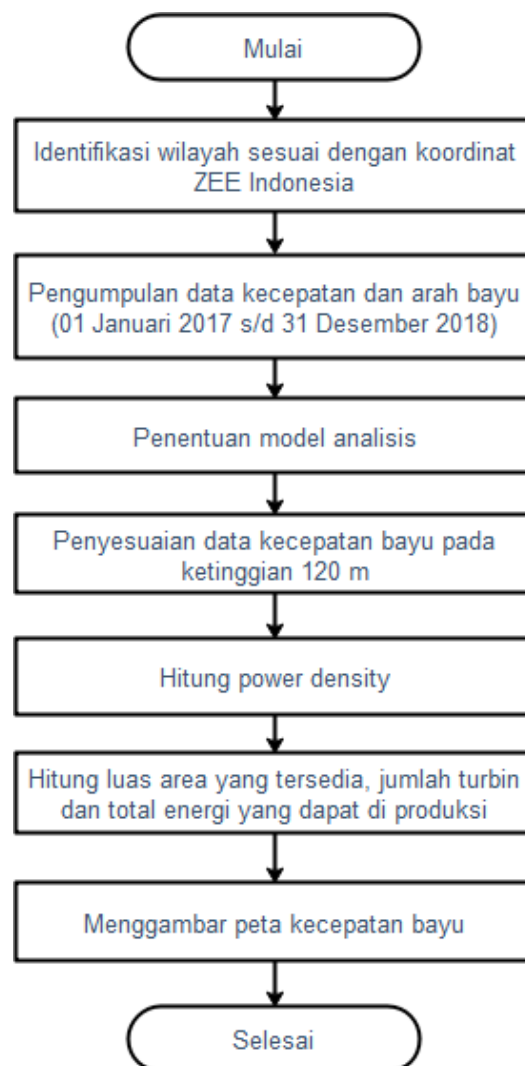 Mulai
Identifikasi wilayah sesuai dengan koordinat
ZEE Indonesia
Pengumpulan data kecepatan dan arah bayu
(01 Januari 2017 s/d 31 Desember 2018)
Penentuan model analisis
Penyesuaian data kecepatan bayu pada
ketinggian 120 m
Hitung power density
Hitung luas area yang tersedia, jumlah turbin
dan total energi yang dapat di produksi
Menggambar peta kecepatan bayu
Selesai